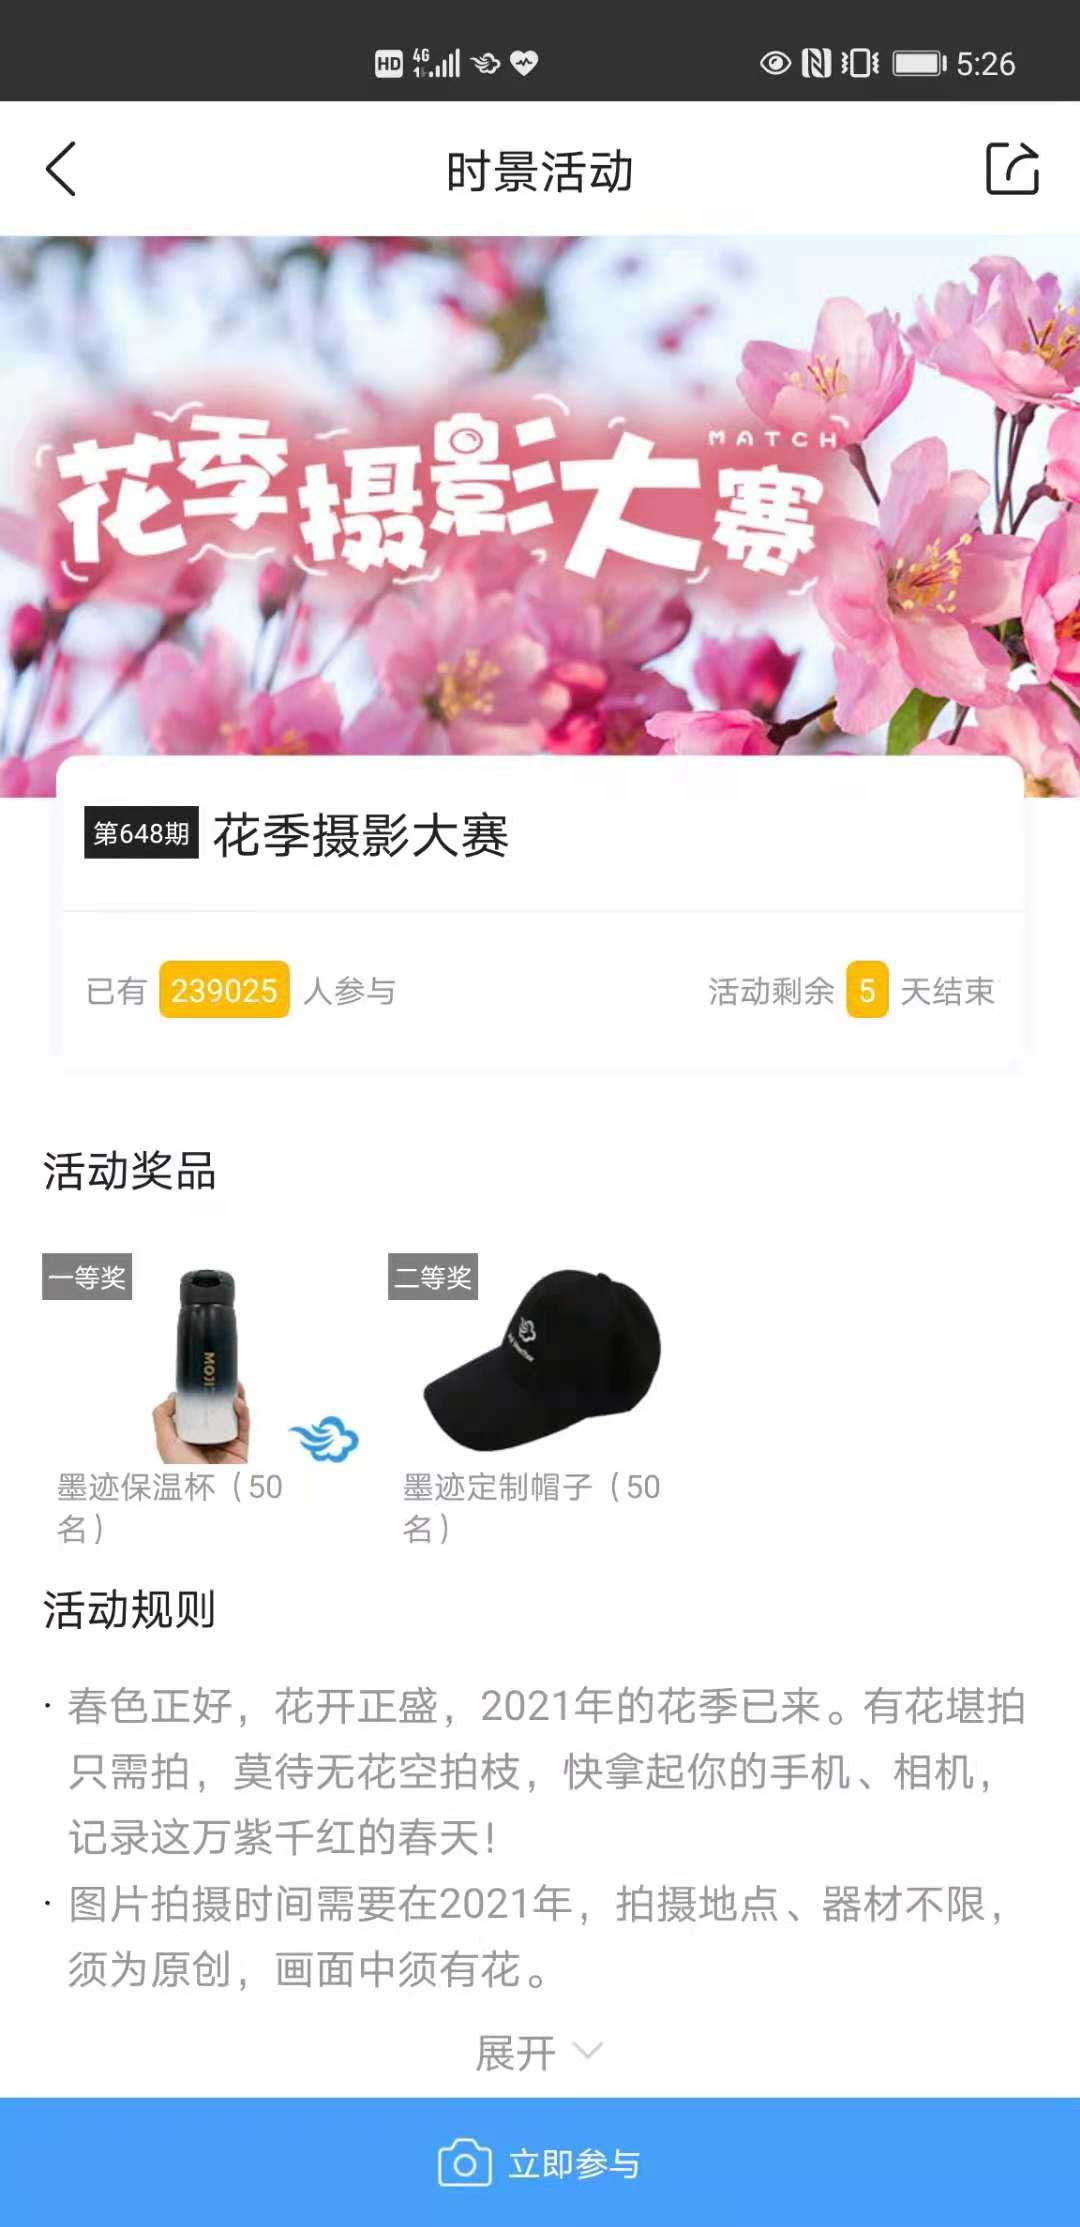 HD 4G 5:26
时景活动
MATCH
花季摄影大赛
第648期 花季摄影大赛
已有 239025 人参与 活动剩余 5 天结束
活动奖品
一等奖 二等奖
MOJI
墨迹保温杯（50
名）
墨迹定制帽子（50
名）
活动规则
· 春色正好，花开正盛，2021年的花季已来。有花堪拍
只需拍，莫待无花空拍枝，快拿起你的手机、相机，
记录这万紫千红的春天！
· 图片拍摄时间需要在2021年，拍摄地点、器材不限，
须为原创，画面中须有花。
展开
立即参与